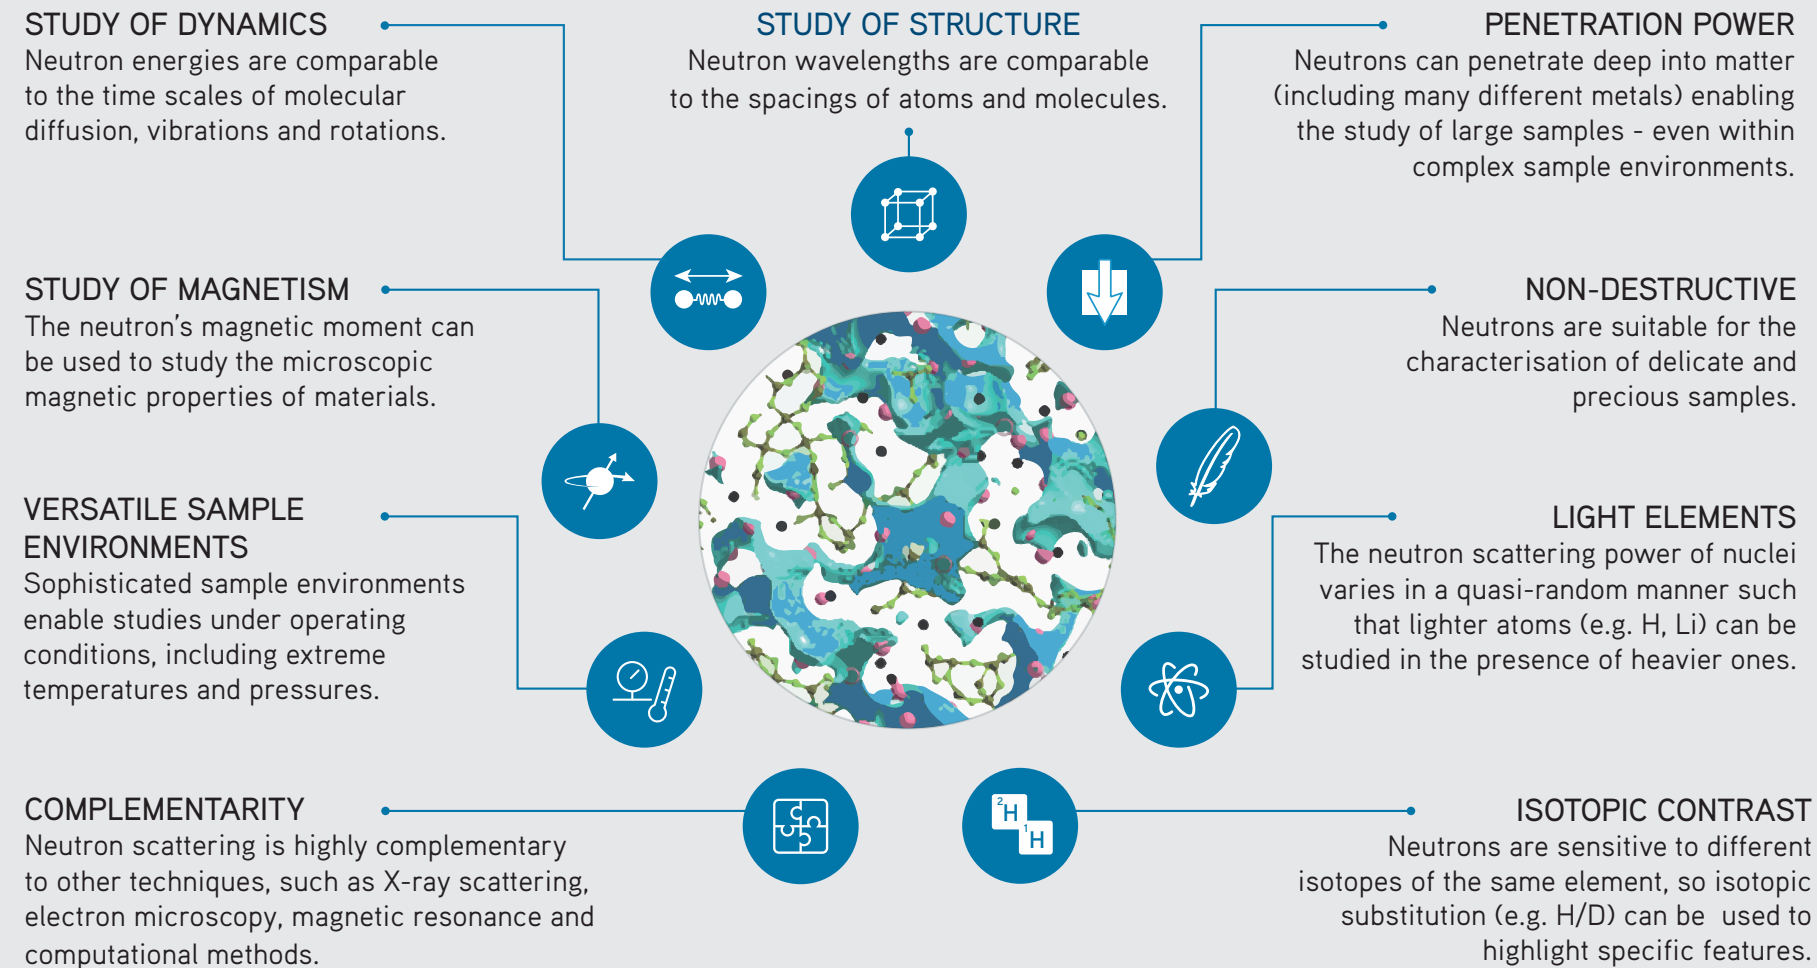 STUDY OF DYNAMICS
Neutron energies are comparable
to the time scales of molecular
diffusion, vibrations and rotations.
STUDY OF STRUCTURE
Neutron wavelengths are comparable
to the spacings of atoms and molecules.
PENETRATION POWER
Neutrons can penetrate deep into matter
(including many different metals) enabling
the study of large samples - even within
complex sample environments.
STUDY OF MAGNETISM
The neutron's magnetic moment can
be used to study the microscopic
magnetic properties of materials.
NON-DESTRUCTIVE
Neutrons are suitable for the
characterisation of delicate and
precious samples.
VERSATILE SAMPLE
ENVIRONMENTS
Sophisticated sample environments
enable studies under operating
conditions, including extreme
temperatures and pressures.
LIGHT ELEMENTS
The neutron scattering power of nuclei
varies in a quasi-random manner such
that lighter atoms (e.g. H, Li) can be
studied in the presence of heavier ones.
COMPLEMENTARITY
Neutron scattering is highly complementary
to other techniques, such as X-ray scattering,
electron microscopy, magnetic resonance and
computational methods.
²H
¹H
ISOTOPIC CONTRAST
Neutrons are sensitive to different
isotopes of the same element, so isotopic
substitution (e.g. H/D) can be used to
highlight specific features.